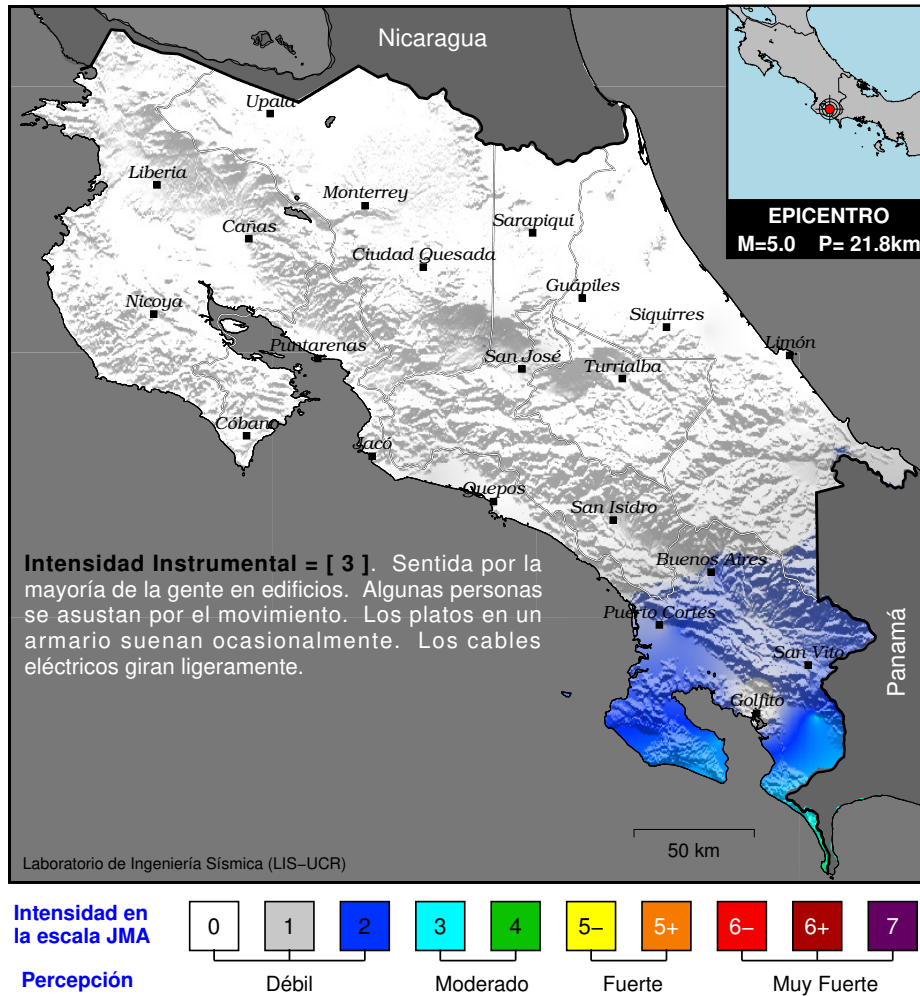 Nicaragua
EPICENTRO
M=5.0 P= 21.8km
Upala
Liberia
Monterrey
Cañas
Sarapiquí
Ciudad Quesada
Guápiles
Nicoya
Siquirres
Puntarenas
San José
Limón
Turrialba
Cóbano
Jacó
Quepos
San Isidro
Buenos Aires
Puerto Cortés
San Vito
Golfito
Panamá
Intensidad Instrumental = [ 3 ]. Sentida por la
mayoría de la gente en edificios. Algunas personas
se asustan por el movimiento. Los platos en un
armario suenan ocasionalmente. Los cables
eléctricos giran ligeramente.
50 km
Laboratorio de Ingeniería Sísmica (LIS–UCR)
Intensidad en
la escala JMA
0 1 2 3 4 5− 5+ 6− 6+ 7
Percepción
Débil Moderado Fuerte Muy Fuerte